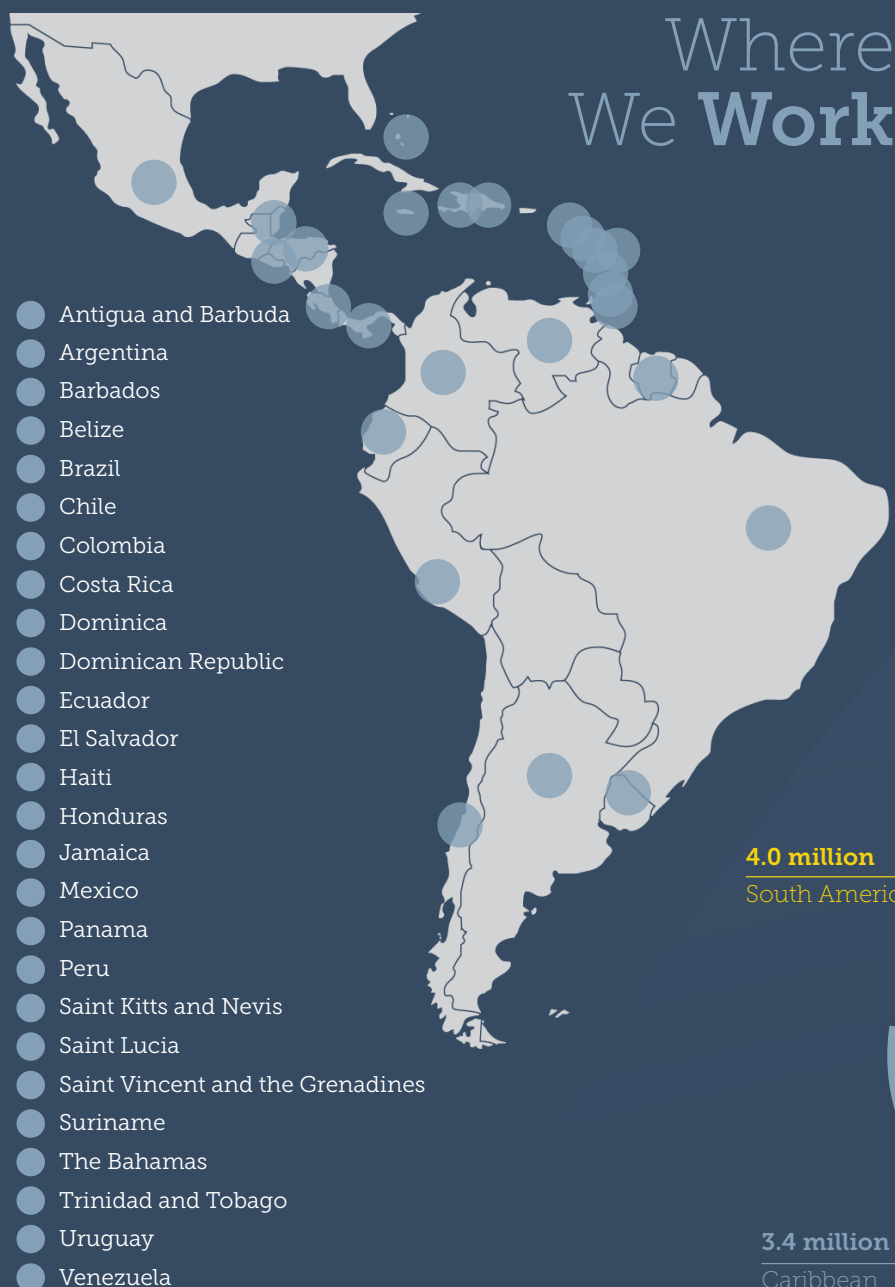 Where
We Work
Antigua and Barbuda
Argentina
Barbados
Belize
Brazil
Chile
Colombia
Costa Rica
Dominica
Dominican Republic
Ecuador
El Salvador
Haiti
Honduras
Jamaica
Mexico
Panama
Peru
Saint Kitts and Nevis
Saint Lucia
Saint Vincent and the Grenadines
Suriname
The Bahamas
Trinidad and Tobago
Uruguay
Venezuela
4.0 million
South Americ
3.4 million
Caribbean